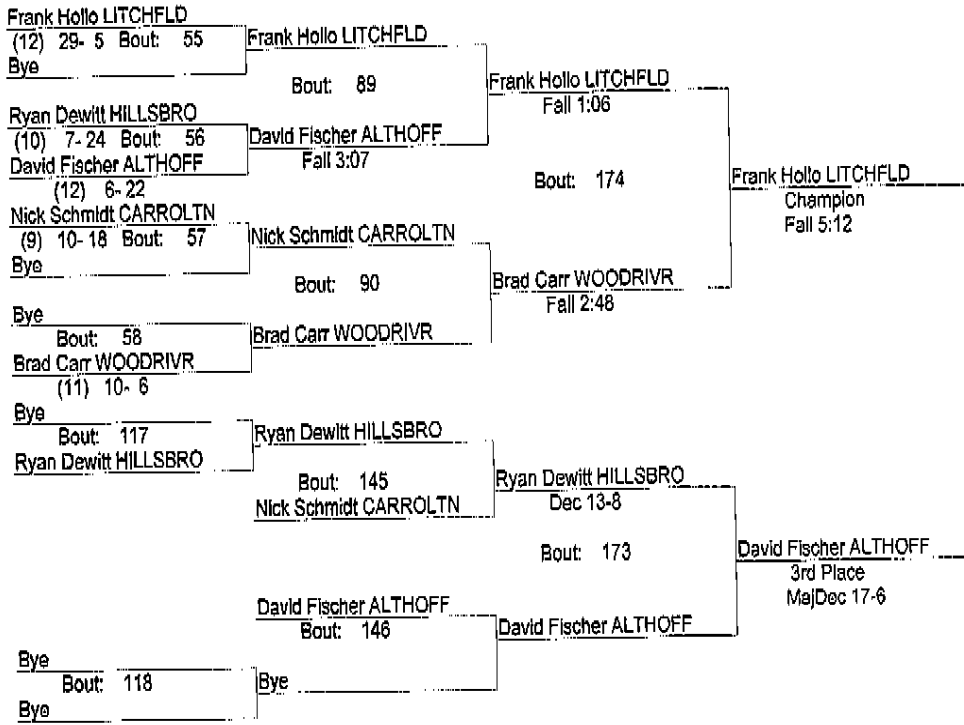 Frank Hollo LITCHFLD
(12) 29- 5 Bout: 55
Bye
Frank Hollo LITCHFLD
Bout: 89
Ryan Dewitt HILLSBRO
(10) 7- 24 Bout: 56
David Fischer ALTHOFF
(12) 6- 22
David Fischer ALTHOFF
Fall 3:07
Frank Hollo LITCHFLD
Fall 1:06
Bout: 174
Frank Hollo LITCHFLD
Champion
Fall 5:12
Nick Schmidt CARROLTN
(9) 10- 18 Bout: 57
Bye
Nick Schmidt CARROLTN
Bout: 90
Bye
Bout: 58
Brad Carr WOODRIVR
(11) 10- 6
Brad Carr WOODRIVR
Brad Carr WOODRIVR
Fall 2:48
Bye
Bout: 117
Ryan Dewitt HILLSBRO
Ryan Dewitt HILLSBRO
Bout: 145
Nick Schmidt CARROLTN
Ryan Dewitt HILLSBRO
Dec 13-8
Bout: 173
David Fischer ALTHOFF
3rd Place
MajDec 17-6
David Fischer ALTHOFF
Bout: 146
David Fischer ALTHOFF
Bye
Bout: 118
Bye
Bye